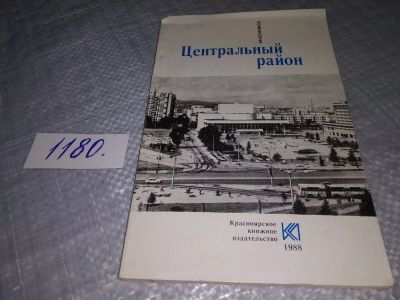 Центральный
район
1180.
Красноярское
книжное
издательство
1988